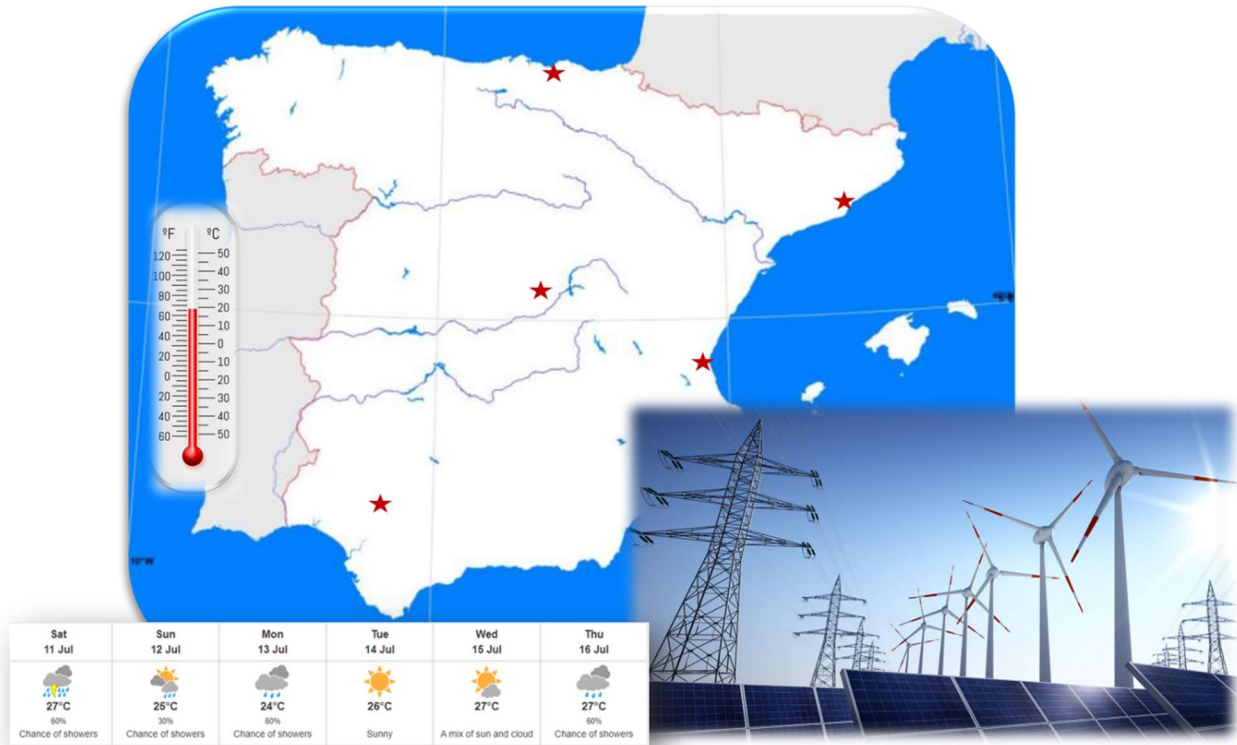 ºF ºC
120 50
100 40
80 30
60 20
40 10
20 0
0 10
20 20
40 30
60 40
50
10°W
Sat Sun Mon Tue Wed Thu
11 Jul 12 Jul 13 Jul 14 Jul 15 Jul 16 Jul
27°C 25°C 24°C 26°C 27°C 27°C
60% 30% 60% 60%
Chance of showers Chance of showers Chance of showers Sunny A mix of sun and cloud Chance of showers